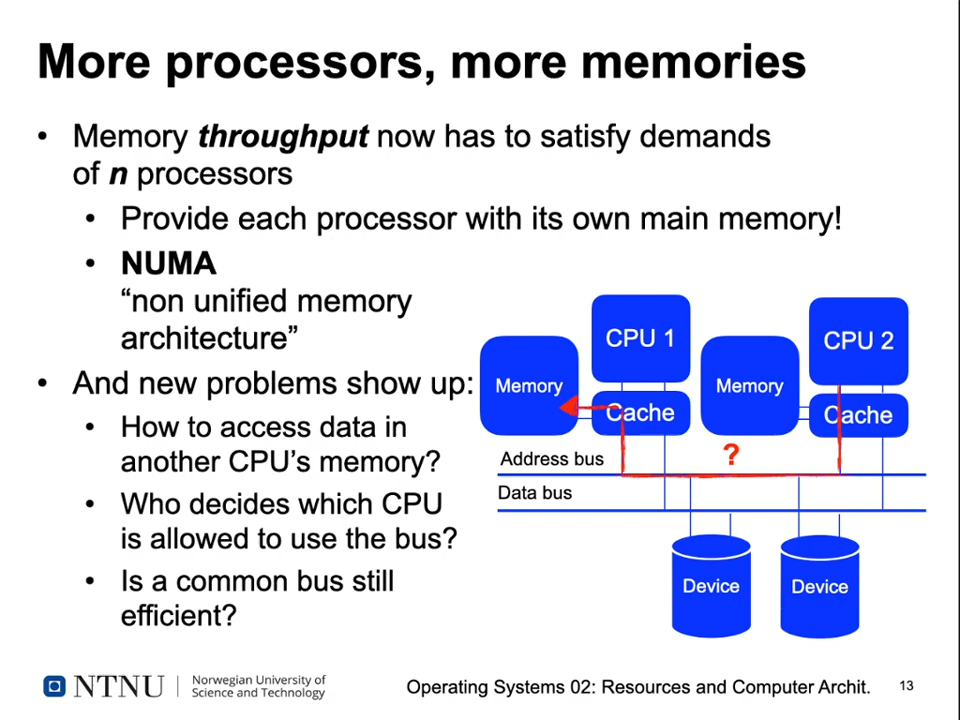 More processors, more memories
• Memory throughput now has to satisfy demands
of n processors
• Provide each processor with its own main memory!
• NUMA
“non unified memory
architecture”
• And new problems show up:
• How to access data in
another CPU’s memory?
• Who decides which CPU
is allowed to use the bus?
• Is a common bus still
efficient?
CPU 1
CPU 2
Memory
Memory
Cache
Cache
?
Address bus
Data bus
Device
Device
NTNU
Norwegian University of
Science and Technology
Operating Systems 02: Resources and Computer Archit.
13